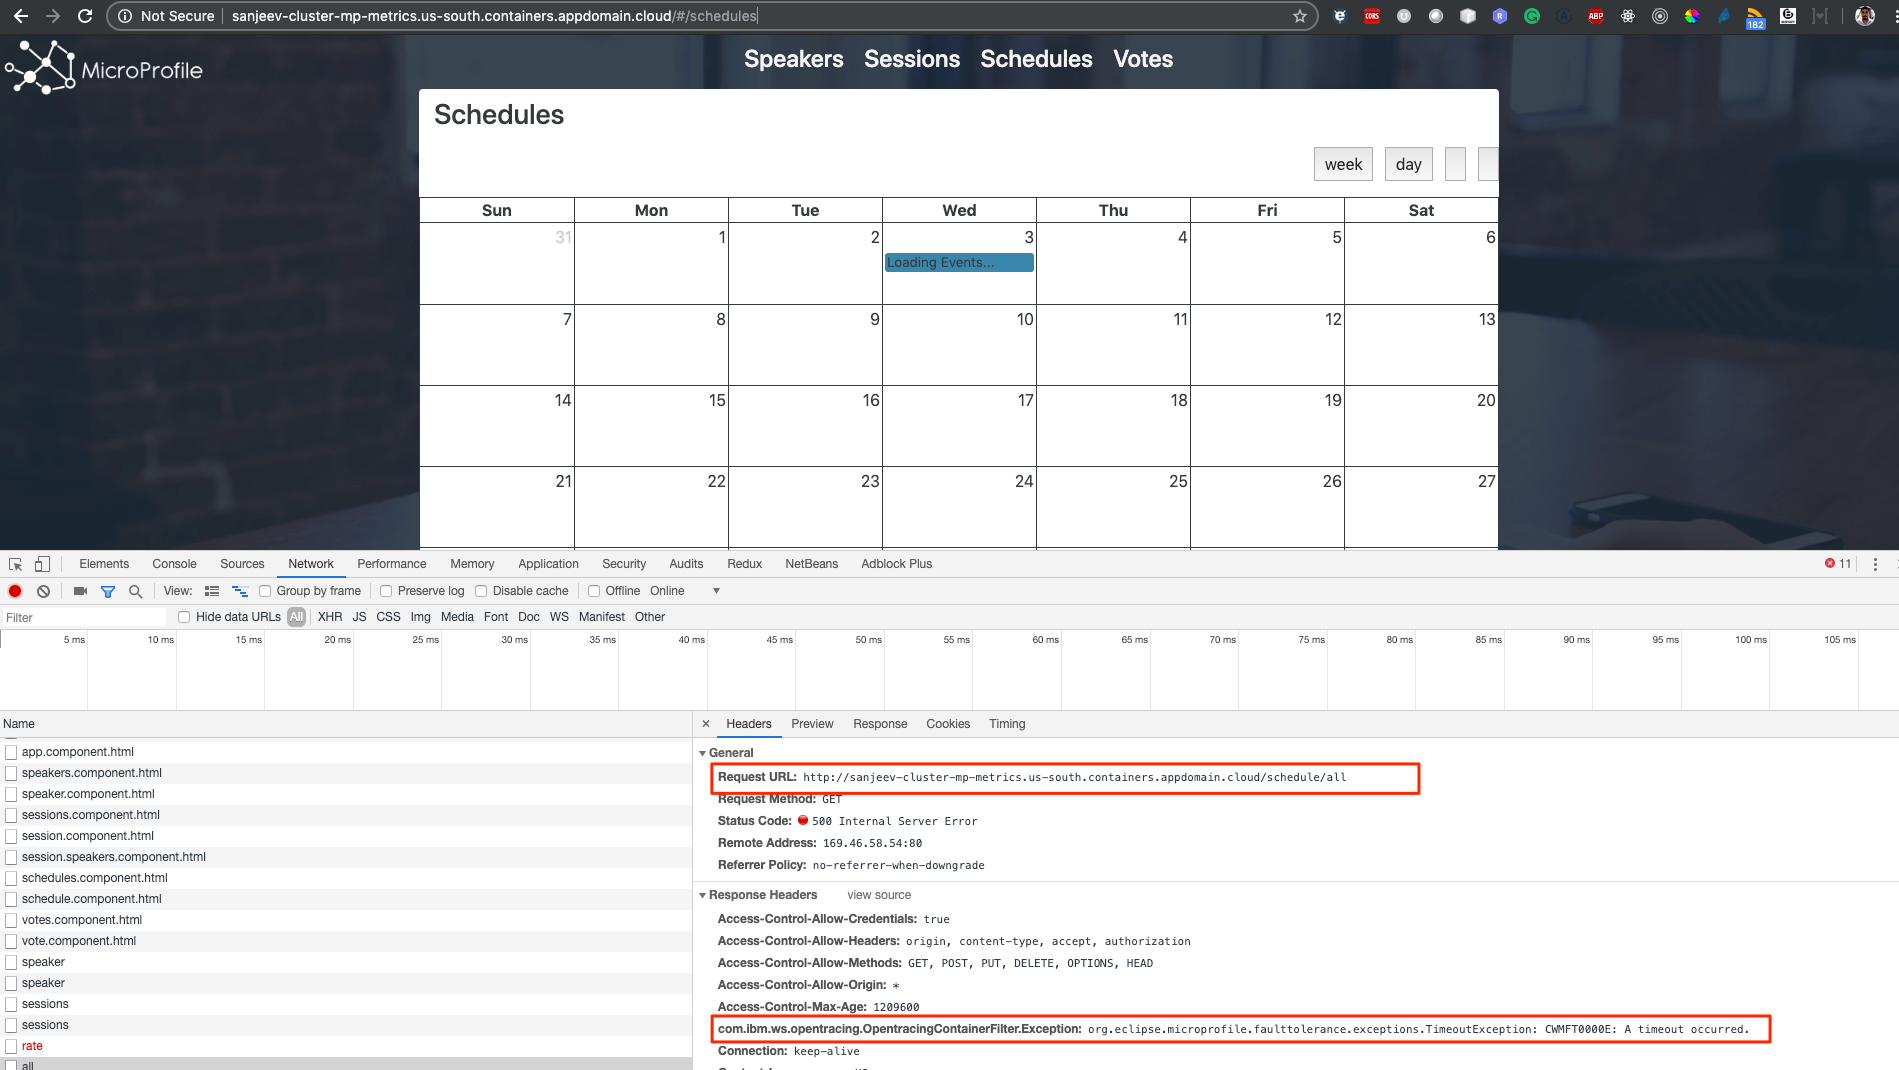 Not Secure sanjeev-cluster-mp-metrics.us-south.containers.appdomain.cloud/#/schedules CORS ABP 182
MicroProfile
Speakers Sessions Schedules Votes
Schedules
week day
Sun Mon Tue Wed Thu Fri Sat
31 1 2 3 4 5 6
Loading Events...
7 8 9 10 11 12 13
14 15 16 17 18 19 20
21 22 23 24 25 26 27
Elements Console Sources Network Performance Memory Application Security Audits Redux NetBeans Adblock Plus 11
View: Group by frame Preserve log Disable cache Offline Online
Filter Hide data URLs All XHR JS CSS Img Media Font Doc WS Manifest Other
5 ms 10 ms 15 ms 20 ms 25 ms 30 ms 35 ms 40 ms 45 ms 50 ms 55 ms 60 ms 65 ms 70 ms 75 ms 80 ms 85 ms 90 ms 95 ms 100 ms 105 ms
Name
app.component.html
speakers.component.html
speaker.component.html
sessions.component.html
session.component.html
session.speakers.component.html
schedules.component.html
schedule.component.html
votes.component.html
vote.component.html
speaker
speaker
sessions
sessions
rate
all
Headers Preview Response Cookies Timing
General
Request URL: http://sanjeev-cluster-mp-metrics.us-south.containers.appdomain.cloud/schedule/all
Request Method: GET
Status Code: 500 Internal Server Error
Remote Address: 169.46.58.54:80
Referrer Policy: no-referrer-when-downgrade
Response Headers view source
Access-Control-Allow-Credentials: true
Access-Control-Allow-Headers: origin, content-type, accept, authorization
Access-Control-Allow-Methods: GET, POST, PUT, DELETE, OPTIONS, HEAD
Access-Control-Allow-Origin: *
Access-Control-Max-Age: 1209600
com.ibm.ws.opentracing.OpentracingContainerFilter.Exception: org.eclipse.microprofile.faulttolerance.exceptions.TimeoutException: CWMFT0000E: A timeout occurred.
Connection: keep-alive